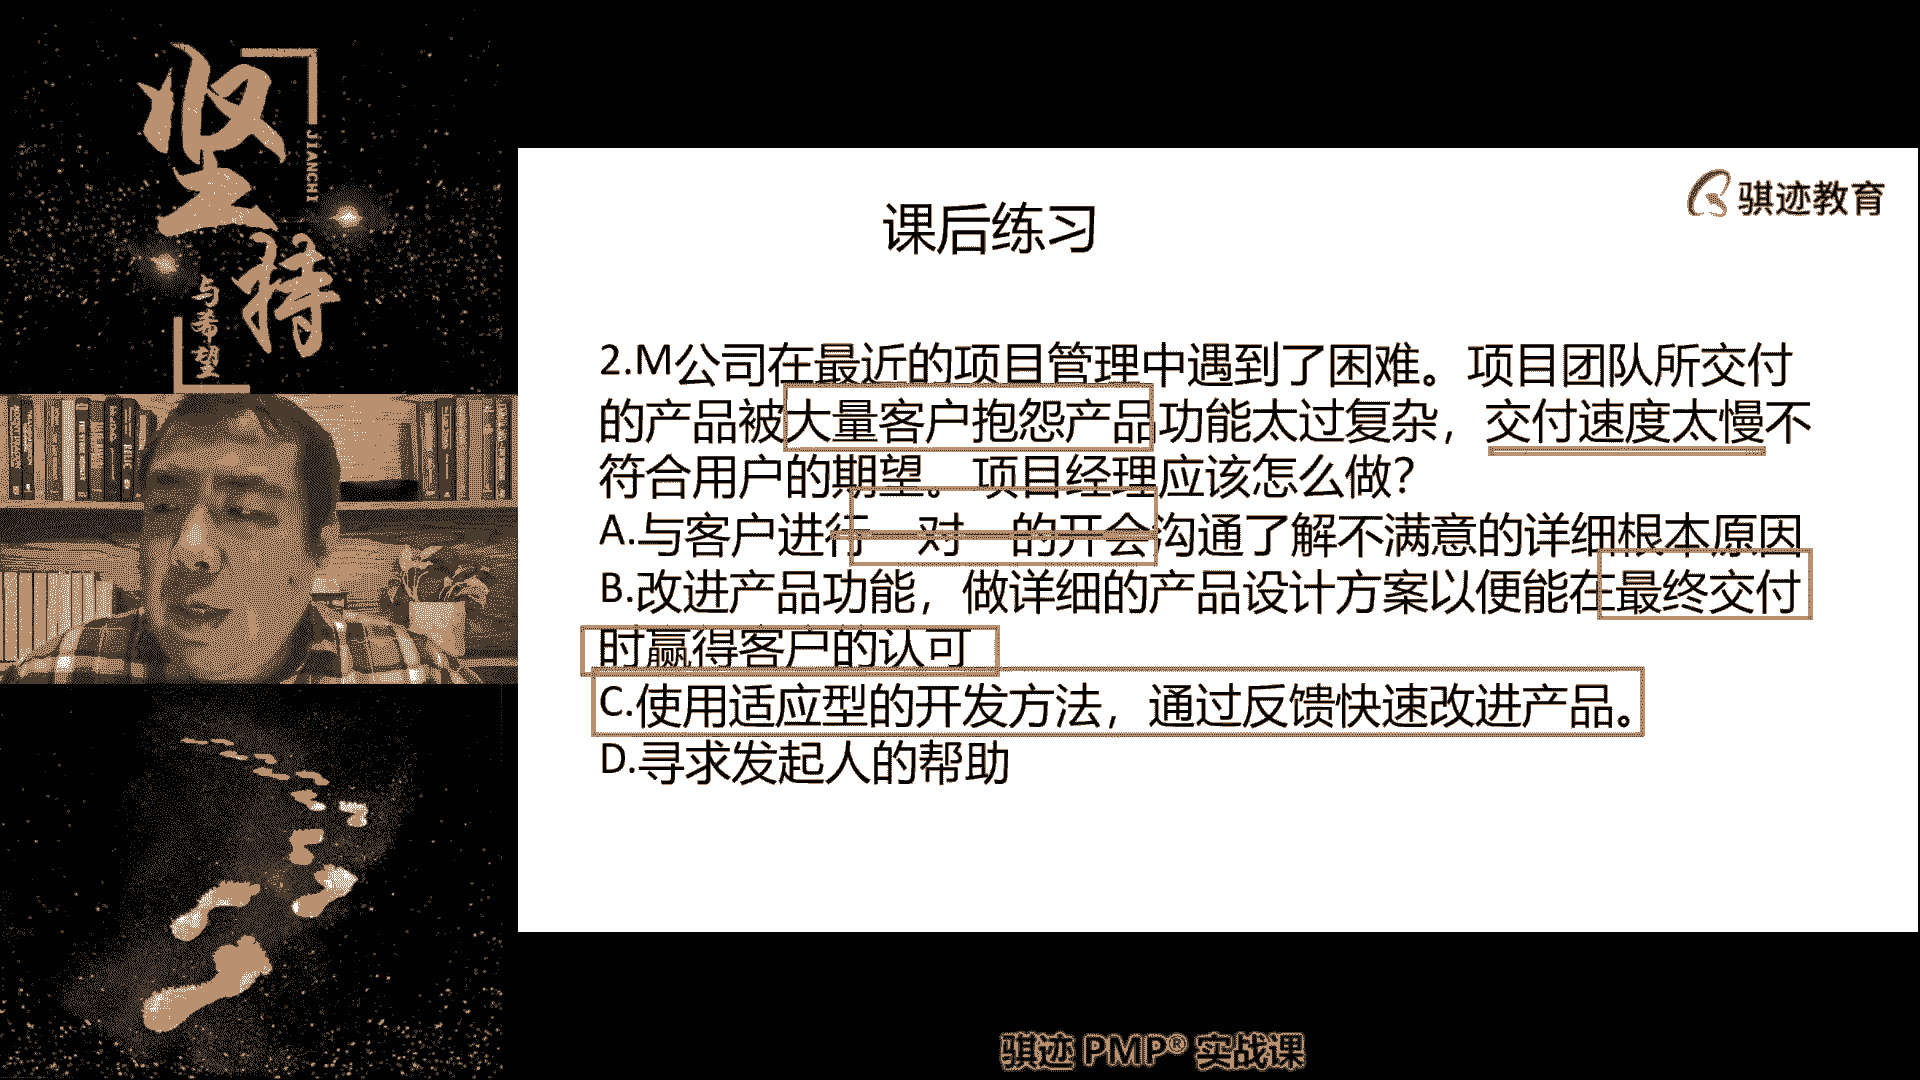 坚持
JIANCHI
与希望
骐迹教育
课后练习
2.M公司在最近的项目管理中遇到了困难。项目团队所交付
的产品被大量客户抱怨产品功能太过复杂，交付速度太慢不
符合用户的期望。项目经理应该怎么做？
A.与客户进行一对一的开会沟通了解不满意的详细根本原因
B.改进产品功能，做详细的产品设计方案以便能在最终交付
时赢得客户的认可
C.使用适应型的开发方法，通过反馈快速改进产品。
D.寻求发起人的帮助
骐迹 PMP® 实战课